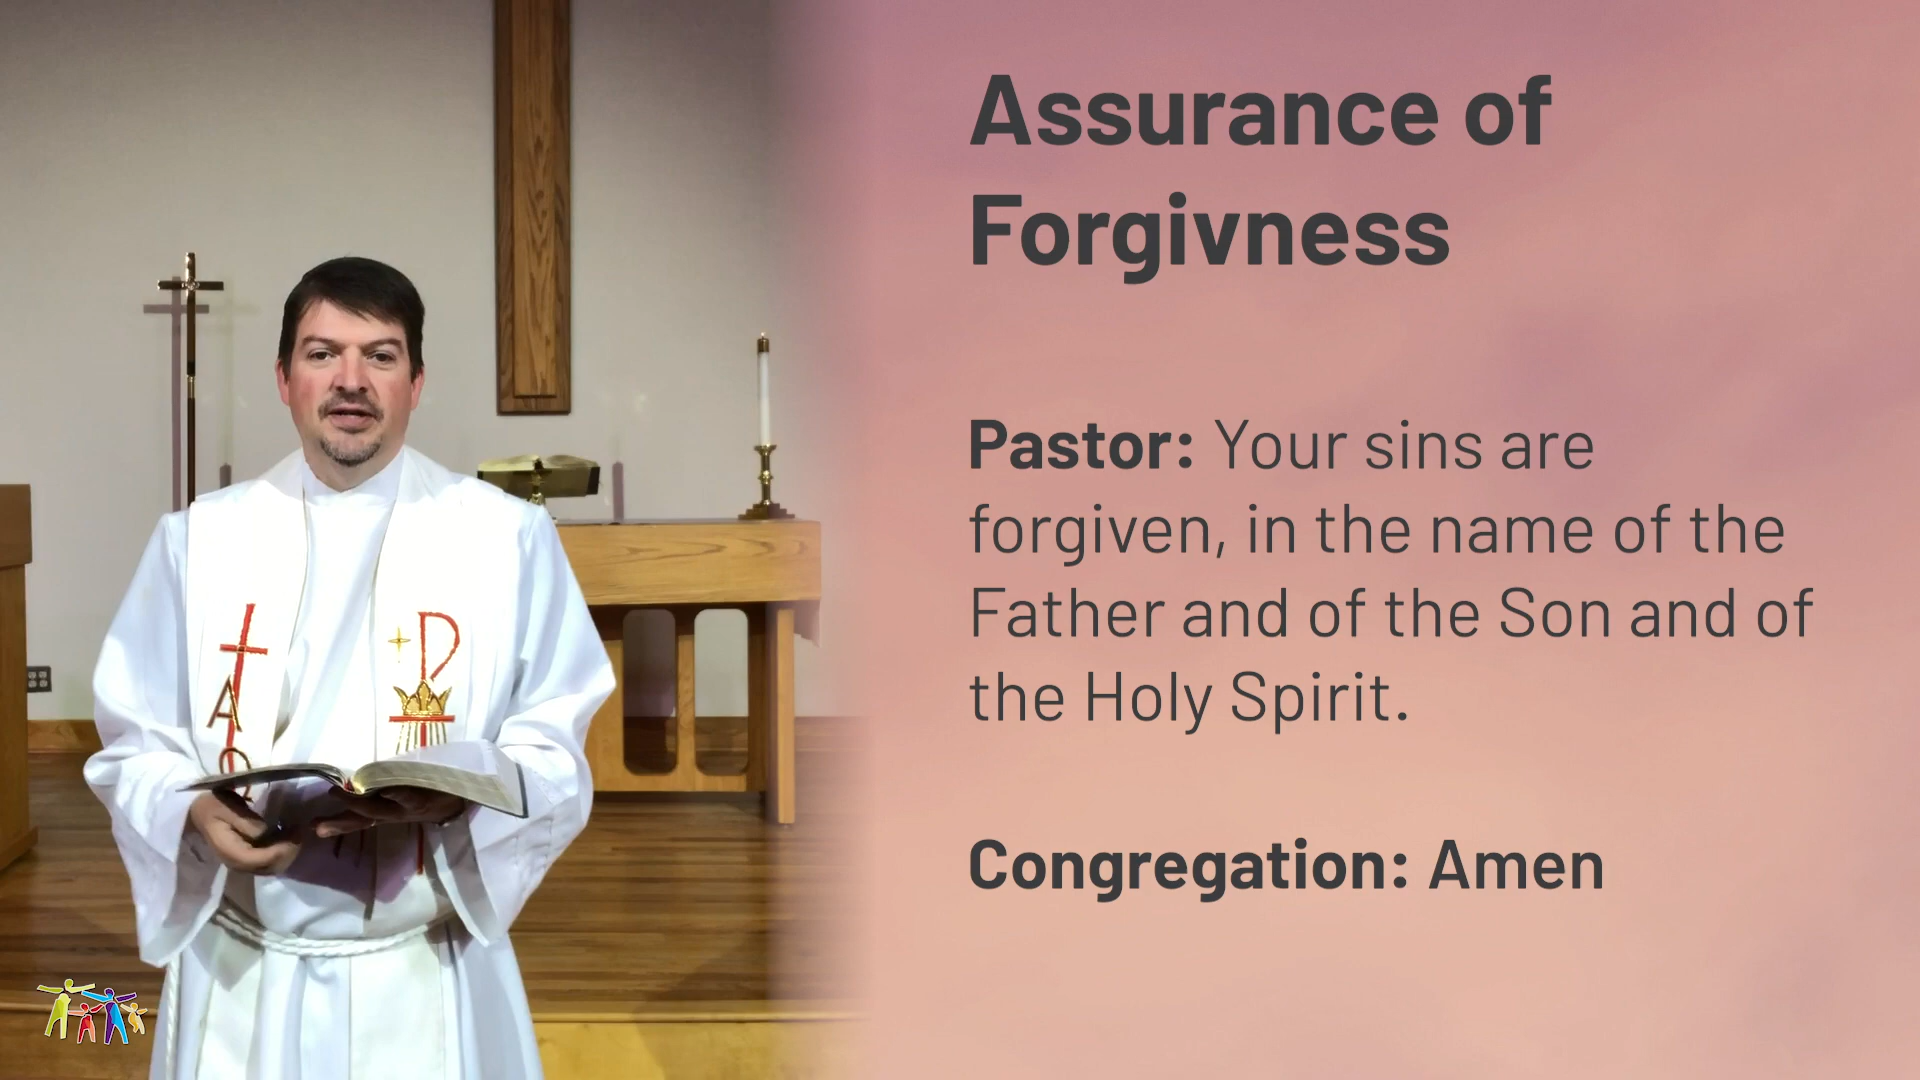 Assurance of
Forgivness
Pastor: Your sins are
forgiven, in the name of the
Father and of the Son and of
the Holy Spirit.
Congregation: Amen
A